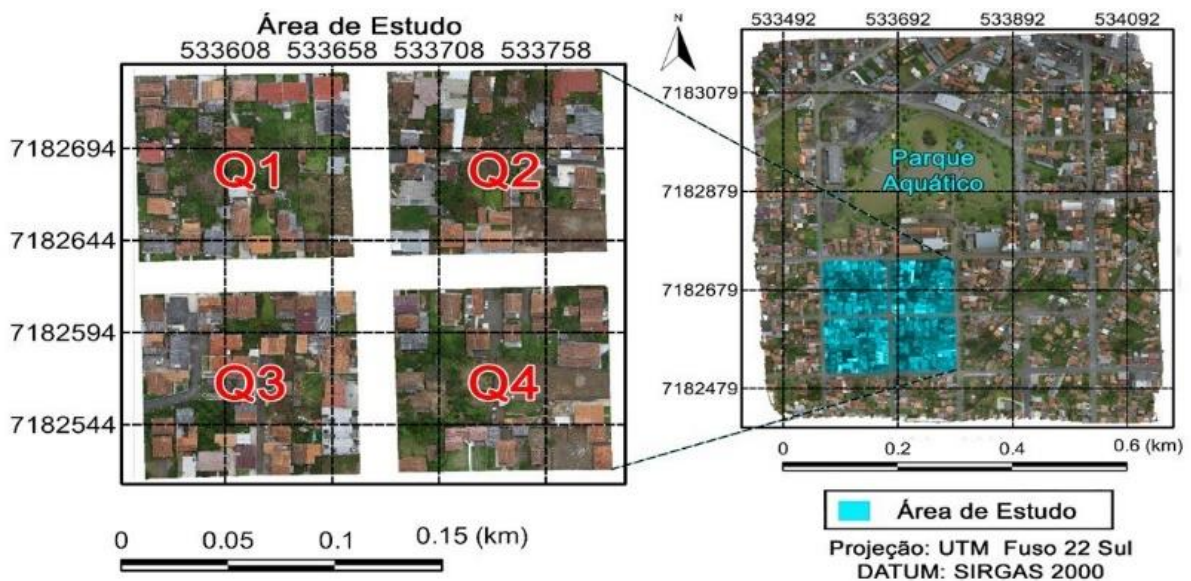 Área de Estudo
533608 533658 533708 533758
7182694
7182644
7182594
7182544
Q1
Q2
Q3
Q4
0 0.05 0.1 0.15 (km)
N
533492 533692 533892 534092
7183079
7182879
7182679
7182479
Parque
Aquático
0 0.2 0.4 0.6 (km)
Área de Estudo
Projeção: UTM Fuso 22 Sul
DATUM: SIRGAS 2000